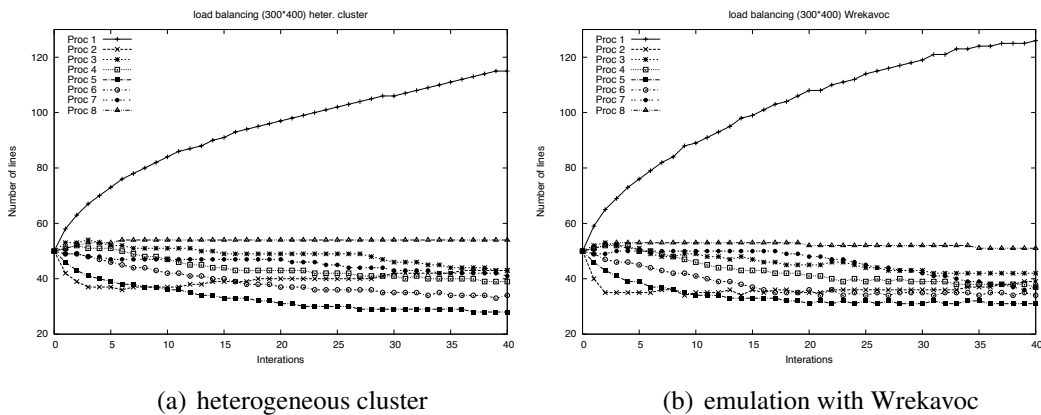 load balancing (300*400) heter. cluster
Proc 1
Proc 2
Proc 3
Proc 4
Proc 5
Proc 6
Proc 7
Proc 8
120
100
80
60
40
20
Number of lines
0 5 10 15 20 25 30 35 40
Interations
(a) heterogeneous cluster
load balancing (300*400) Wrekavoc
Proc 1
Proc 2
Proc 3
Proc 4
Proc 5
Proc 6
Proc 7
Proc 8
120
100
80
60
40
20
Number of lines
0 5 10 15 20 25 30 35 40
Interations
(b) emulation with Wrekavoc